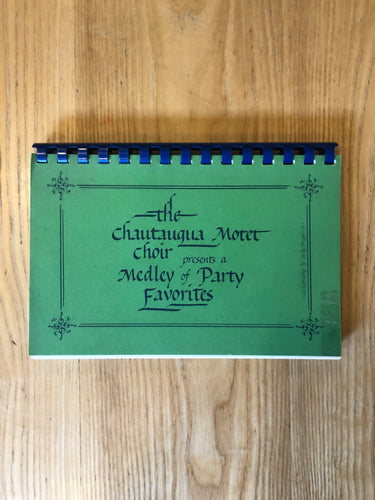 the
Chautauqua Motet
Choir presents a
Medley of Party
Favorites